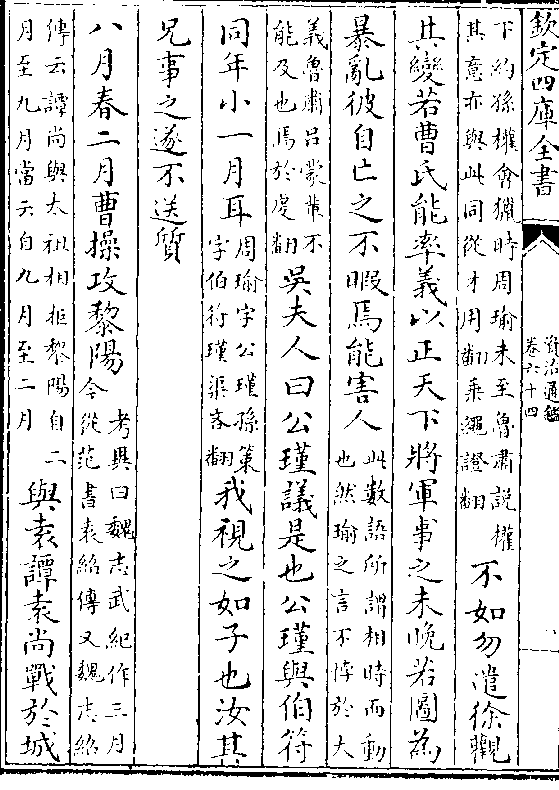 欽定四庫全書
資治通鑑
卷六十四
下約孫權會獵時周瑜未至魯肅說權
其意亦與此同從才用翻乘繩證翻
不如勿遣徐觀
其變若曹氏能率義以正天下將軍事之未晚若圖為
暴亂彼自亡之不暇焉能害人
此數語所謂相時而動
也然瑜之言不悖於大
義魯肅呂蒙輩不
能及也焉於虔翻
吳夫人曰公瑾議是也公瑾與伯符
同年小一月耳
周瑜字公瑾孫策
字伯符瑾渠吝翻
我視之如子也汝其
兄事之遂不送質
八月春二月曹操攻黎陽
考異曰魏志武紀作三月
今從范書袁紹傳又魏志紹
傳云譚尚與太祖相拒黎陽自二
月至九月當云自九月至二月
與袁譚袁尚戰於城